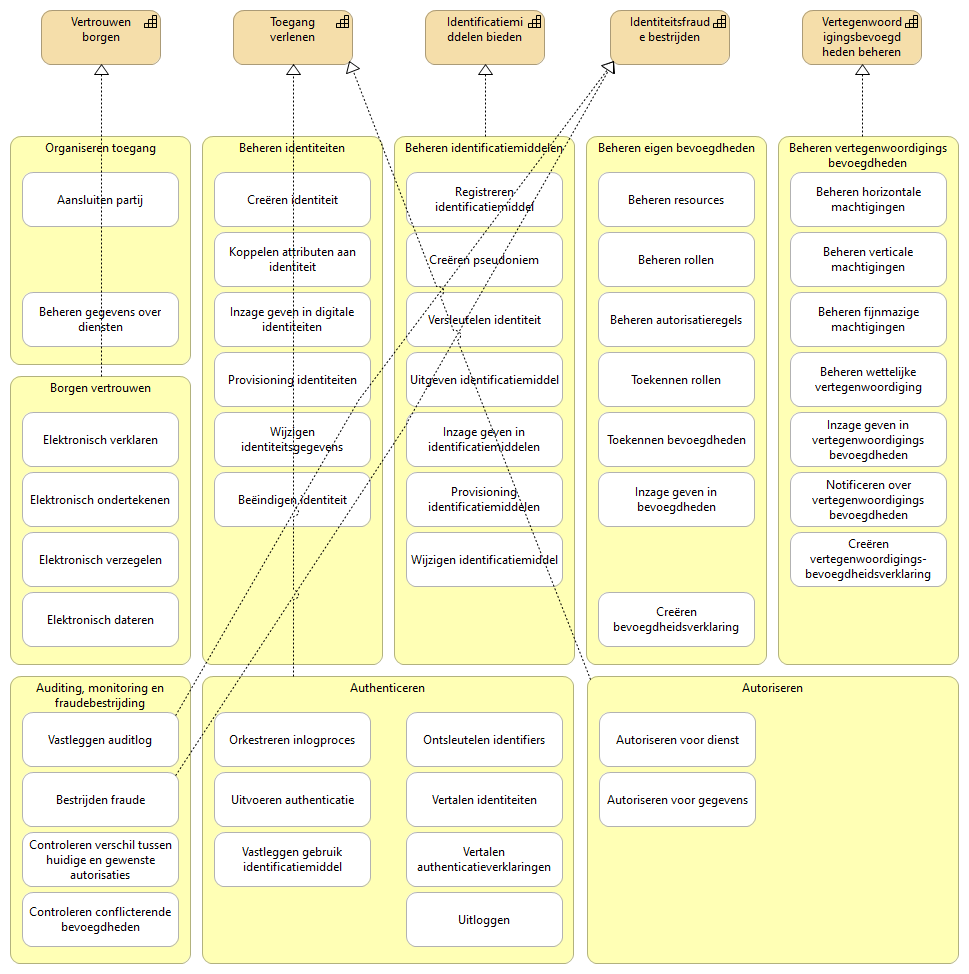 Vertrouwen
borgen
Toegang
verlenen
Identificatiemi
ddelen bieden
Identiteitsfraud
e bestrijden
Vertegenwoord
igingsbevoegd
heden beheren
Organiseren toegang
Aansluiten partij
Beheren gegevens over
diensten
Borgen vertrouwen
Elektronisch verklaren
Elektronisch ondertekenen
Elektronisch verzegelen
Elektronisch dateren
Beheren identiteiten
Creëren identiteit
Koppelen attributen aan
identiteit
Inzage geven in digitale
identiteiten
Provisioning identiteiten
Wijzigen
identiteitsgegevens
Beëindigen identiteit
Beheren identificatiemiddelen
Registreren
identificatiemiddel
Creëren pseudoniem
Versleutelen identiteit
Uitgeven identificatiemiddel
Inzage geven in
identificatiemiddelen
Provisioning
identificatiemiddelen
Wijzigen identificatiemiddel
Beheren eigen bevoegdheden
Beheren resources
Beheren rollen
Beheren autorisatieregels
Toekennen rollen
Toekennen bevoegdheden
Inzage geven in
bevoegdheden
Creëren
bevoegdheidsverklaring
Beheren vertegenwoordigings
bevoegdheden
Beheren horizontale
machtigingen
Beheren verticale
machtigingen
Beheren fijnmazige
machtigingen
Beheren wettelijke
vertegenwoordiging
Inzage geven in
vertegenwoordigings
bevoegdheden
Notificeren over
vertegenwoordigings
bevoegdheden
Creëren
vertegenwoordigings-
bevoegdheidsverklaring
Auditing, monitoring en
fraudebestrijding
Vastleggen auditlog
Bestrijden fraude
Controleren verschil tussen
huidige en gewenste
autorisaties
Controleren conflicterende
bevoegdheden
Authenticeren
Orkestreren inlogproces
Uitvoeren authenticatie
Vastleggen gebruik
identificatiemiddel
Ontsleutelen identifiers
Vertalen identiteiten
Vertalen
authenticatieverklaringen
Uitloggen
Autoriseren
Autoriseren voor dienst
Autoriseren voor gegevens